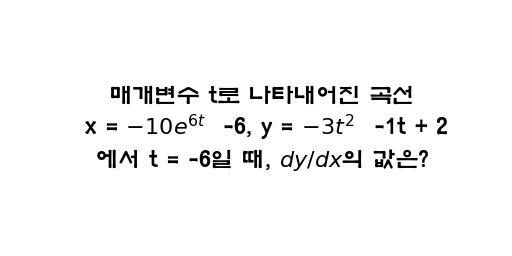 매개변수 t로 나타내어진 곡선
x = $-10e^{6t}$ -6, y = $-3t^2$ -1t + 2
에서 t = -6일 때, $dy/dx$의 값은?